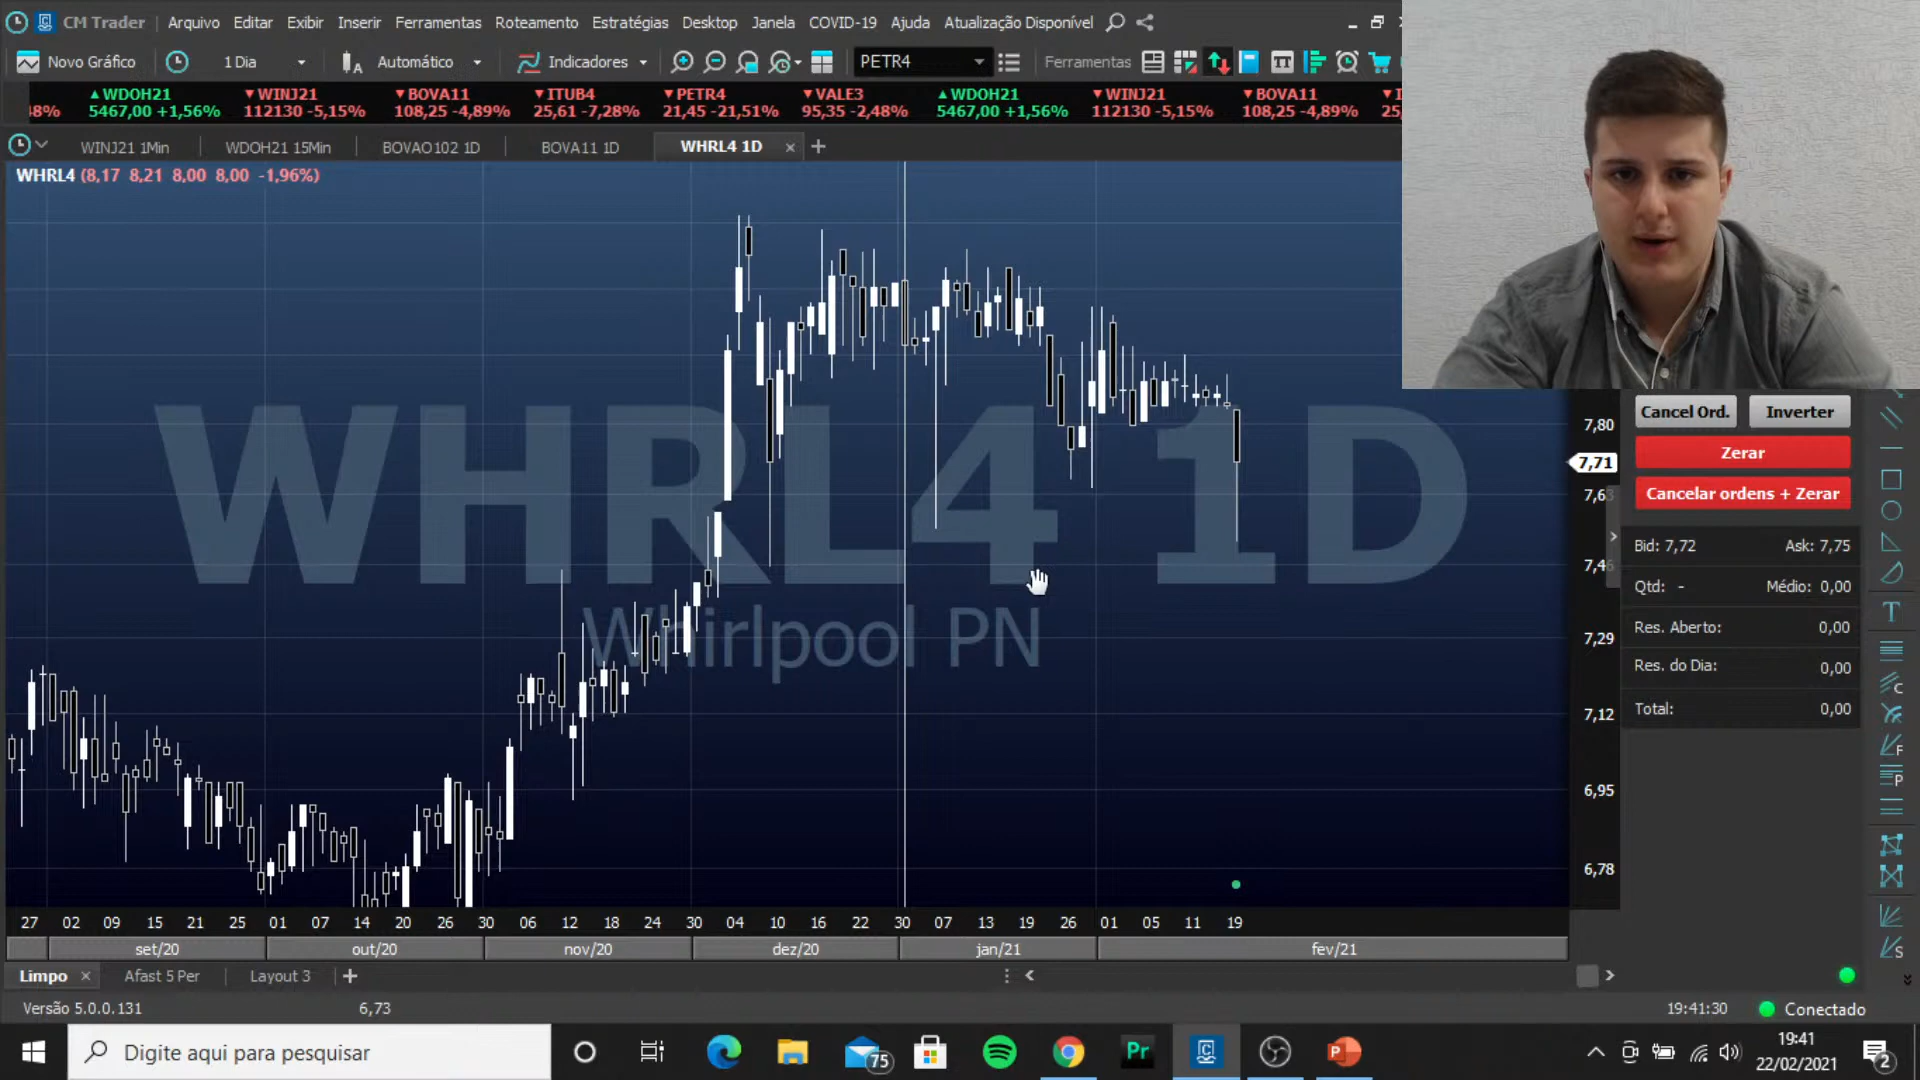 CM Trader Arquivo Editar Exibir Inserir Ferramentas Roteamento Estratégias Desktop Janela COVID-19 Ajuda Atualização Disponível
Novo Gráfico 1 Dia Automático Indicadores PETR4 Ferramentas
WDOH21 WINJ21 BOVA11 ITUB4 PETR4 VALE3 WDOH21 WINJ21 BOVA11
48% 5467,00 +1,56% 112130 -5,15% 108,25 -4,89% 25,61 -7,28% 21,45 -21,51% 95,35 -2,48% 5467,00 +1,56% 112130 -5,15% 108,25 -4,89% 25,
WINJ21 1Min WDOH21 15Min BOVAO102 1D BOVA11 1D WHRL4 1D
WHRL4 (8,17 8,21 8,00 8,00 -1,96%)
WHRL4 1D
Whirlpool PN
7,80
7,71
7,63
7,46
7,29
7,12
6,95
6,78
Cancel Ord. Inverter
Zerar
Cancelar ordens + Zerar
Bid: 7,72 Ask: 7,75
Qtd: - Médio: 0,00
Res. Aberto: 0,00
Res. do Dia: 0,00
Total: 0,00
27 02 09 15 21 25 01 07 14 20 26 30 06 12 18 24 30 04 10 16 22 30 07 13 19 26 01 05 11 19
set/20 out/20 nov/20 dez/20 jan/21 fev/21
Limpo Afast 5 Per Layout 3
Versão 5.0.0.131 6,73 19:41:30 Conectado
Digite aqui para pesquisar
75
Pr
19:41
22/02/2021
2